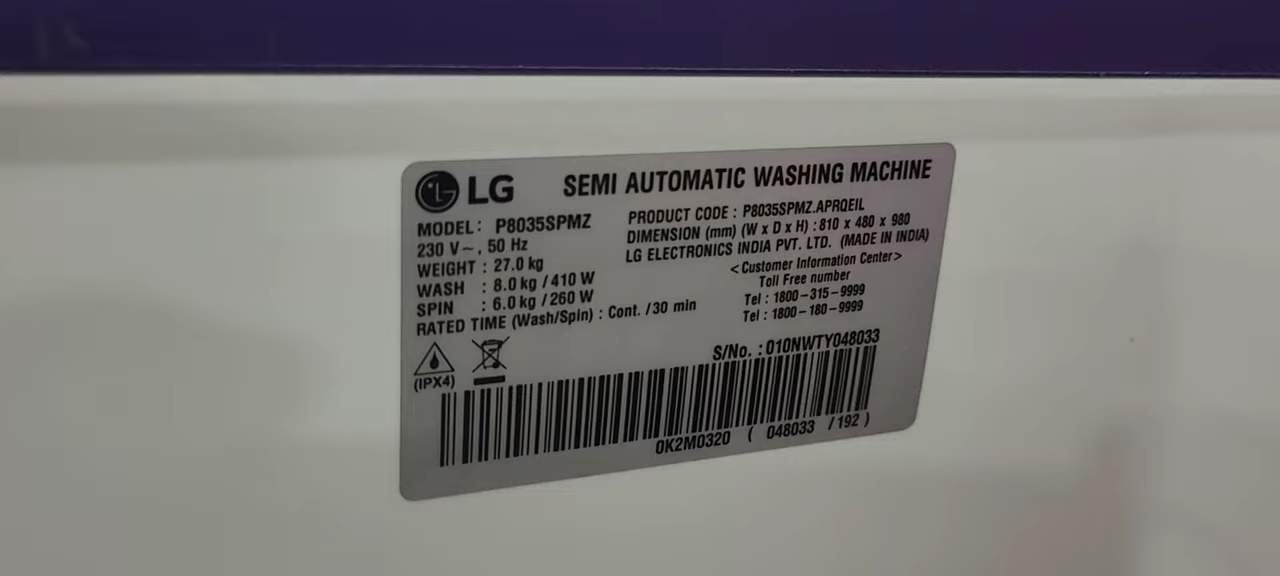 LG SEMI AUTOMATIC WASHING MACHINE
MODEL : P8035SPMZ
230 V~, 50 Hz
WEIGHT : 27.0 kg
WASH : 8.0 kg / 410 W
SPIN : 6.0 kg / 260 W
RATED TIME (Wash/Spin) : Cont. /30 min
PRODUCT CODE : P8035SPMZ.APRQEIL
DIMENSION (mm) (W x D x H) : 810 x 480 x 980
LG ELECTRONICS INDIA PVT. LTD. (MADE IN INDIA)
<Customer Information Center>
Toll Free number
Tel : 1800-315-9999
Tel : 1800-180-9999
(IPX4)
S/No. : 010NWTY048033
0K2M0320 ( 048033 /192 )